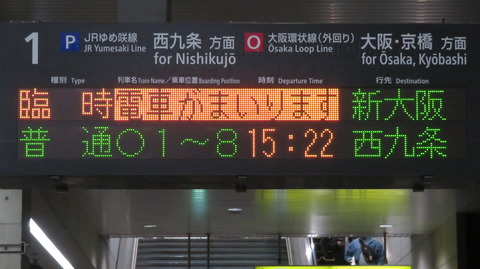 1 P JRゆめ咲線 西九条 方面 O 大阪環状線(外回り) 大阪・京橋 方面
JR Yumesaki Line for Nishikujō Ōsaka Loop Line for Ōsaka, Kyōbashi
種別 Type 列車名 Train Name／乗車位置 Boarding Position 時刻 Departure Time 行先 Destination
臨時 電車がまいります 新大阪
普通 ○1〜8 15:22 西九条